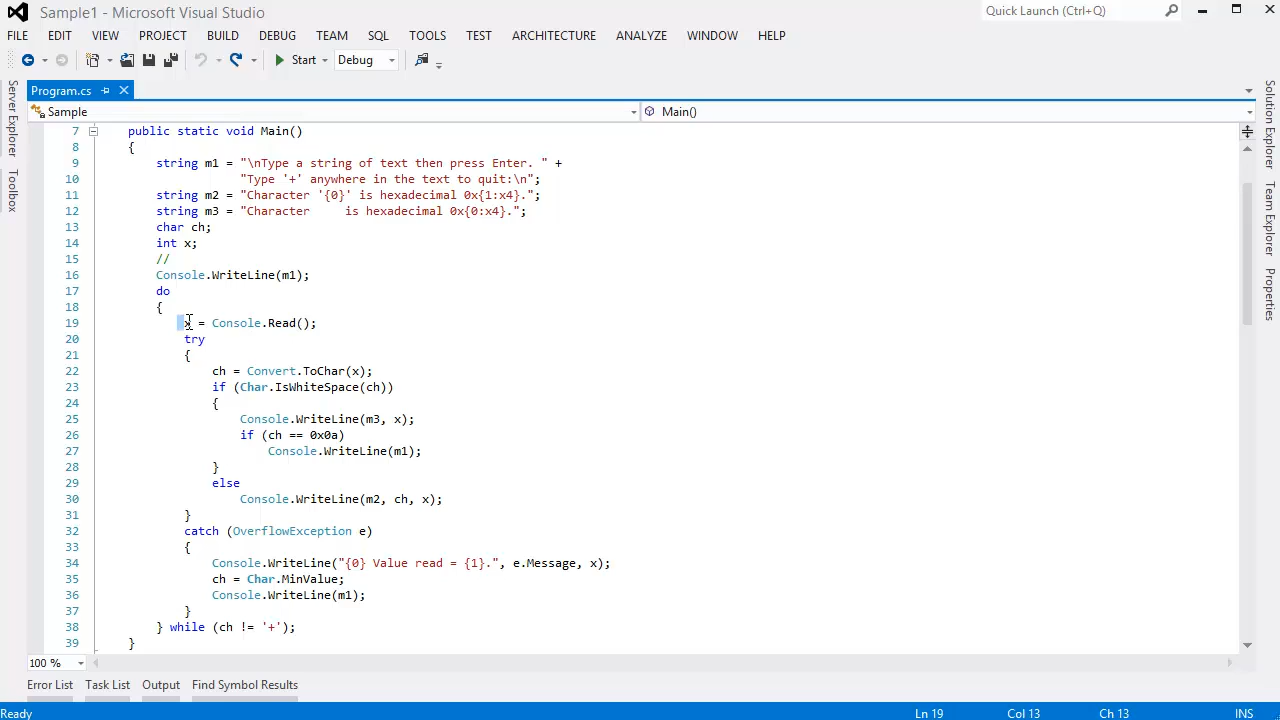 Sample1 - Microsoft Visual Studio
Quick Launch (Ctrl+Q)
FILE EDIT VIEW PROJECT BUILD DEBUG TEAM SQL TOOLS TEST ARCHITECTURE ANALYZE WINDOW HELP
Start Debug
Server Explorer
Toolbox
Program.cs
Sample Main()
7 public static void Main()
8 {
9 string m1 = "\nType a string of text then press Enter. " +
10 "Type '+' anywhere in the text to quit:\n";
11 string m2 = "Character '{0}' is hexadecimal 0x{1:x4}.";
12 string m3 = "Character     is hexadecimal 0x{0:x4}.";
13 char ch;
14 int x;
15 //
16 Console.WriteLine(m1);
17 do
18 {
19 x = Console.Read();
20 try
21 {
22 ch = Convert.ToChar(x);
23 if (Char.IsWhiteSpace(ch))
24 {
25 Console.WriteLine(m3, x);
26 if (ch == 0x0a)
27 Console.WriteLine(m1);
28 }
29 else
30 Console.WriteLine(m2, ch, x);
31 }
32 catch (OverflowException e)
33 {
34 Console.WriteLine("{0} Value read = {1}.", e.Message, x);
35 ch = Char.MinValue;
36 Console.WriteLine(m1);
37 }
38 } while (ch != '+');
39 }
Solution Explorer
Team Explorer
Properties
100 %
Error List Task List Output Find Symbol Results
Ready Ln 19 Col 13 Ch 13 INS